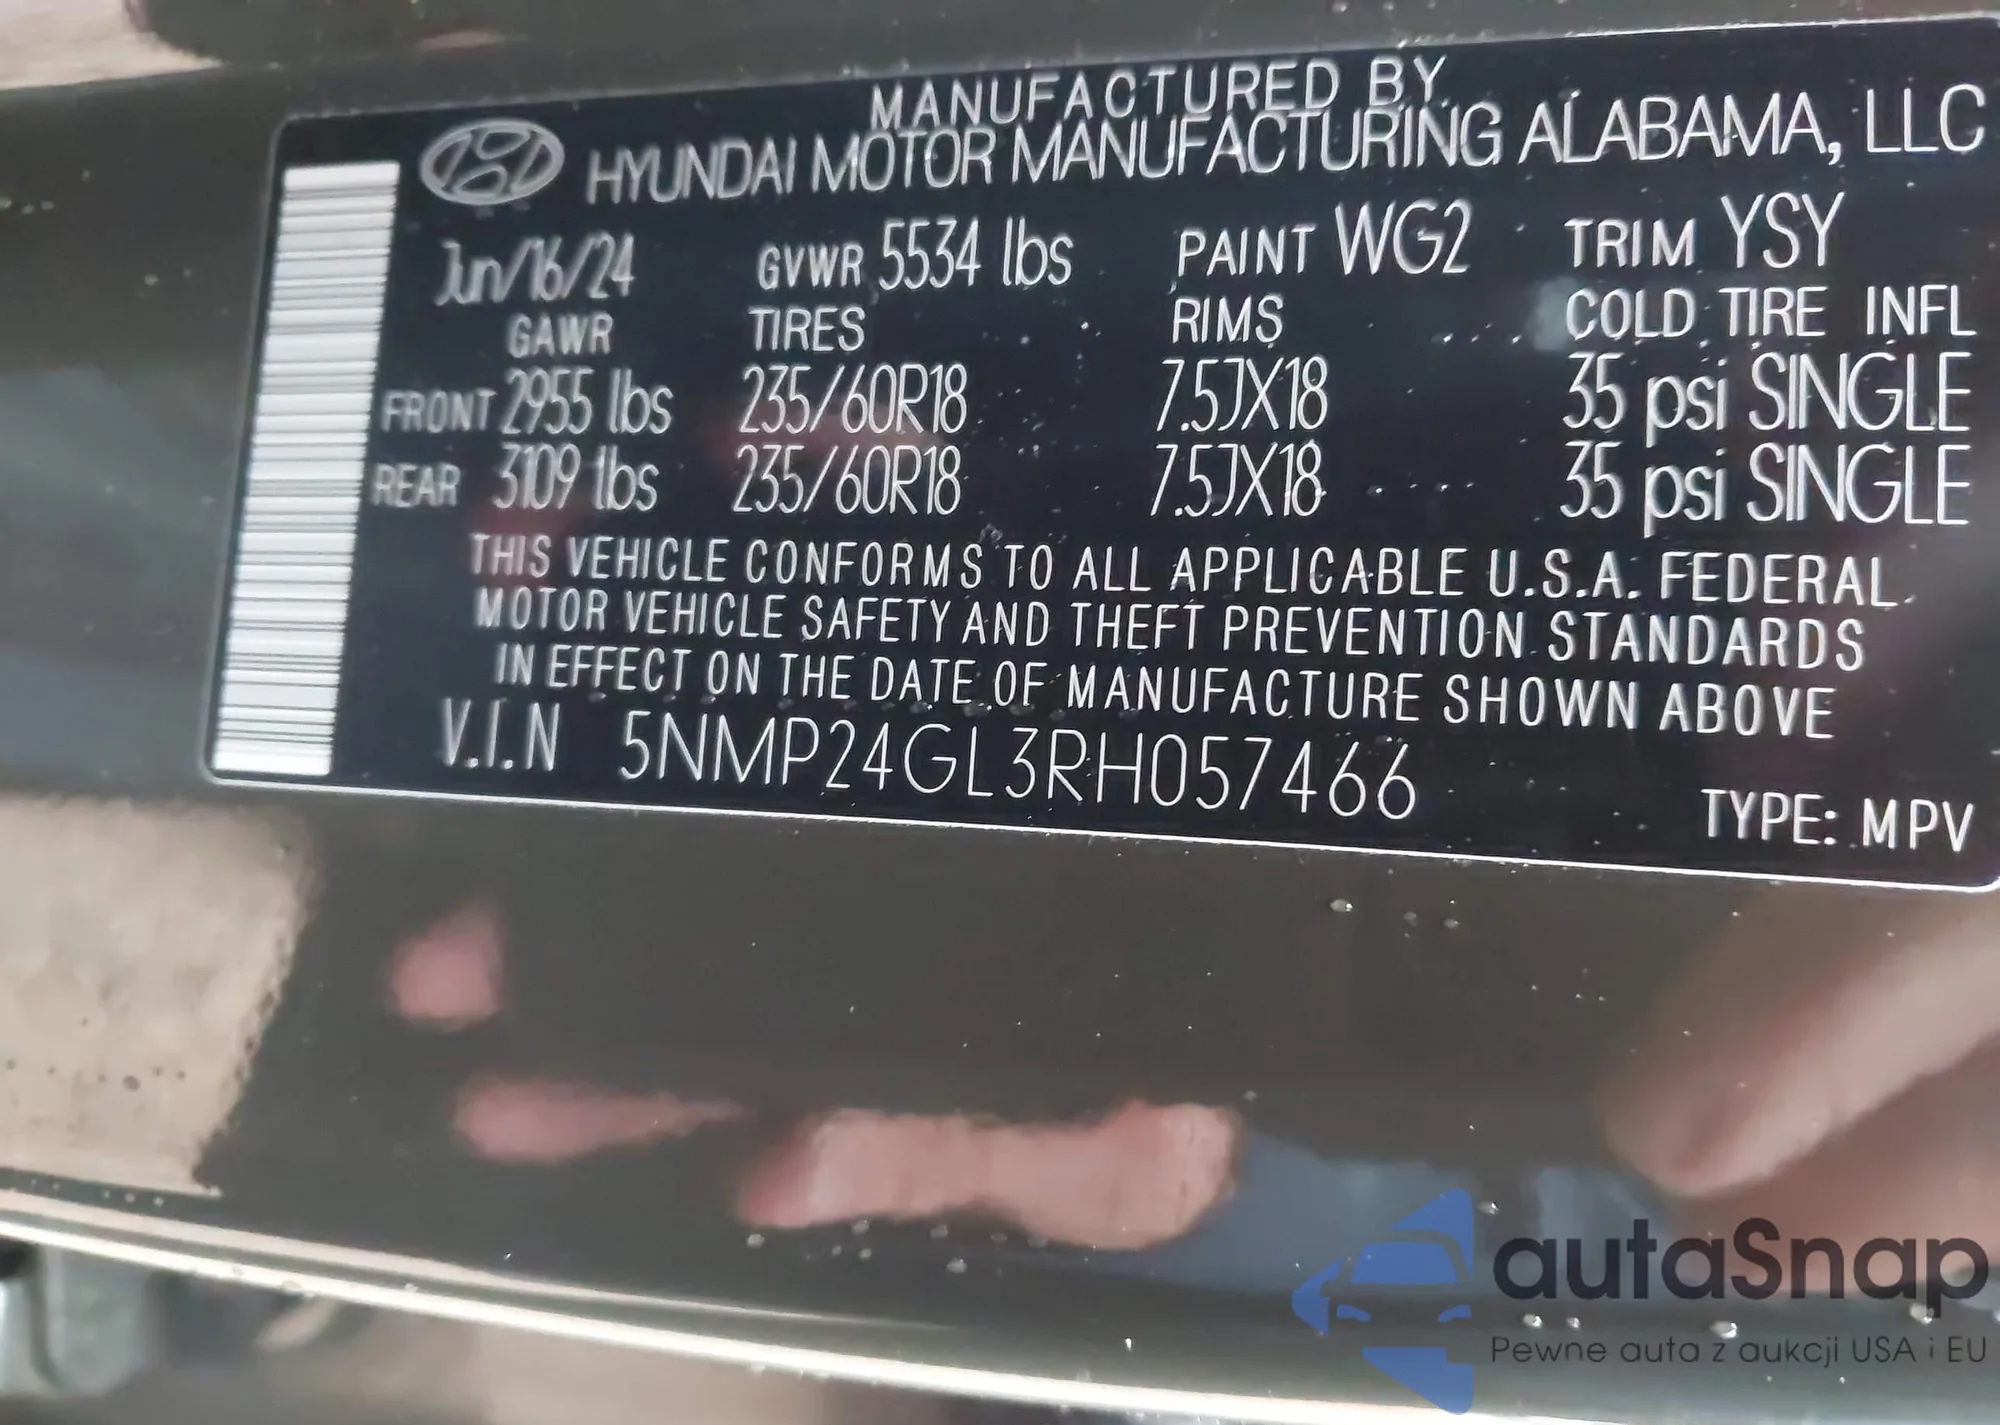 MANUFACTURED BY
HYUNDAI MOTOR MANUFACTURING ALABAMA, LLC
Jun/16/24 GVWR 5534 lbs PAINT WG2 TRIM YSY
GAWR TIRES RIMS COLD TIRE INFL
FRONT 2955 lbs 235/60R18 7.5JX18 35 psi SINGLE
REAR 3109 lbs 235/60R18 7.5JX18 35 psi SINGLE
THIS VEHICLE CONFORMS TO ALL APPLICABLE U.S.A. FEDERAL
MOTOR VEHICLE SAFETY AND THEFT PREVENTION STANDARDS
IN EFFECT ON THE DATE OF MANUFACTURE SHOWN ABOVE
V.I.N 5NMP24GL3RH057466
TYPE: MPV
autaSnap
Pewne auta z aukcji USA i EU